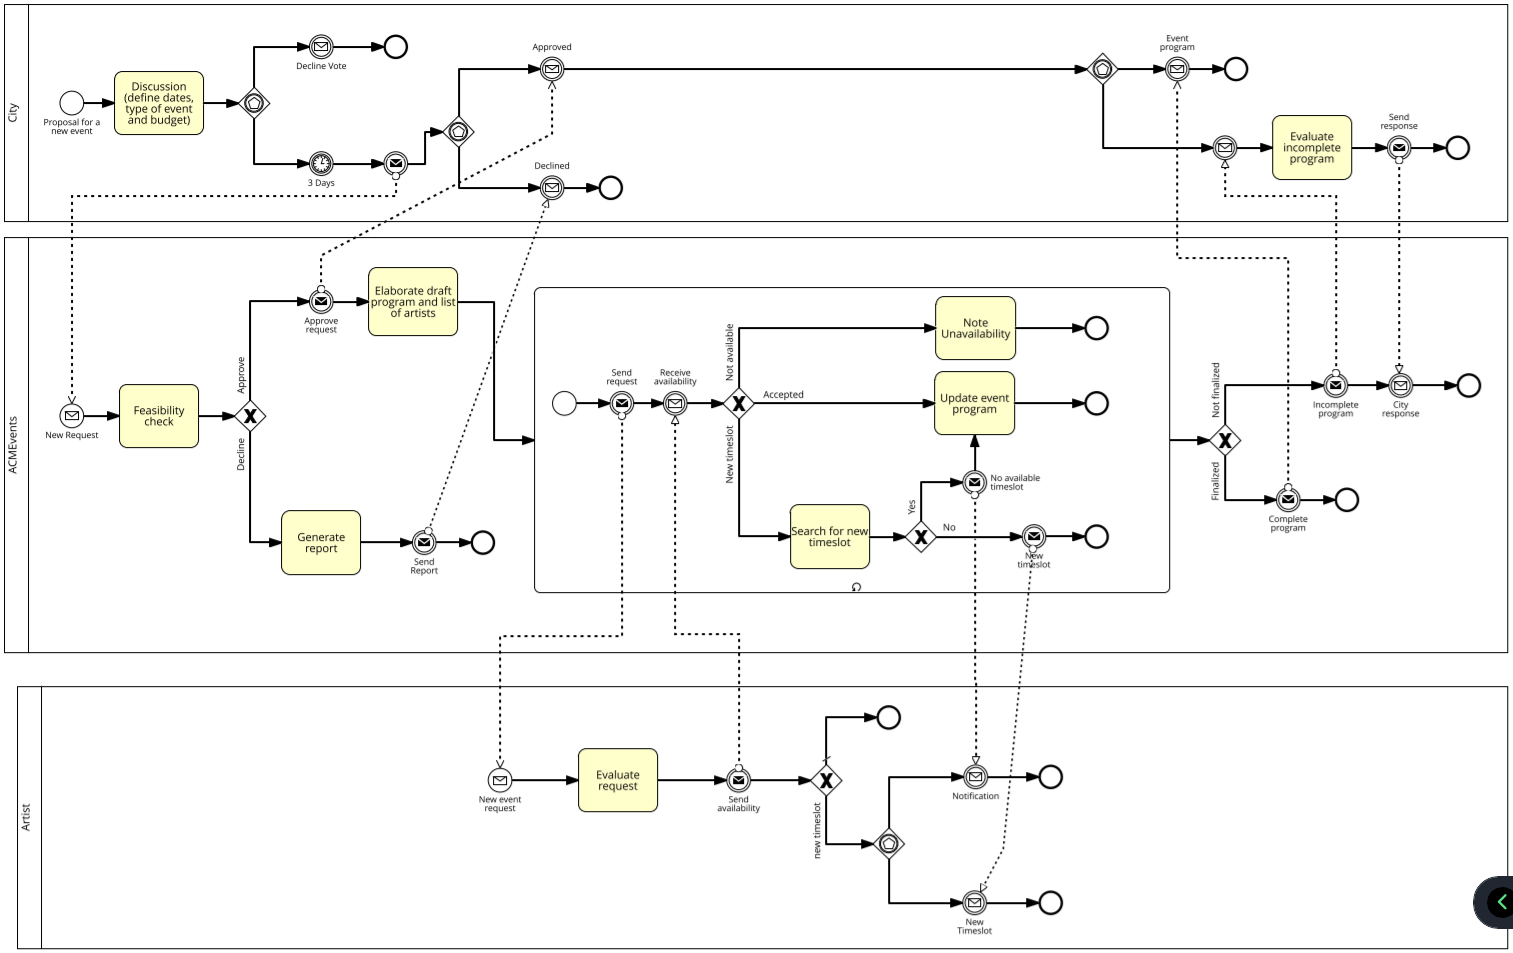 City
Proposal for a
new event
Discussion
(define dates,
type of event
and budget)
Decline Vote
3 Days
Approved
Declined
Event
program
Evaluate
incomplete
program
Send
response
ACMEvents
New Request
Feasibility
check
Approve
Decline
Approve
request
Elaborate draft
program and list
of artists
Generate
report
Send
Report
Send
request
Receive
availability
Not available
Accepted
New timeslot
Note
Unavailability
Update event
program
Search for new
timeslot
Yes
No
No available
timeslot
New
timeslot
Not finalized
Finalized
Incomplete
program
City
response
Complete
program
Artist
New event
request
Evaluate
request
Send
availability
new timeslot
Notification
New
Timeslot